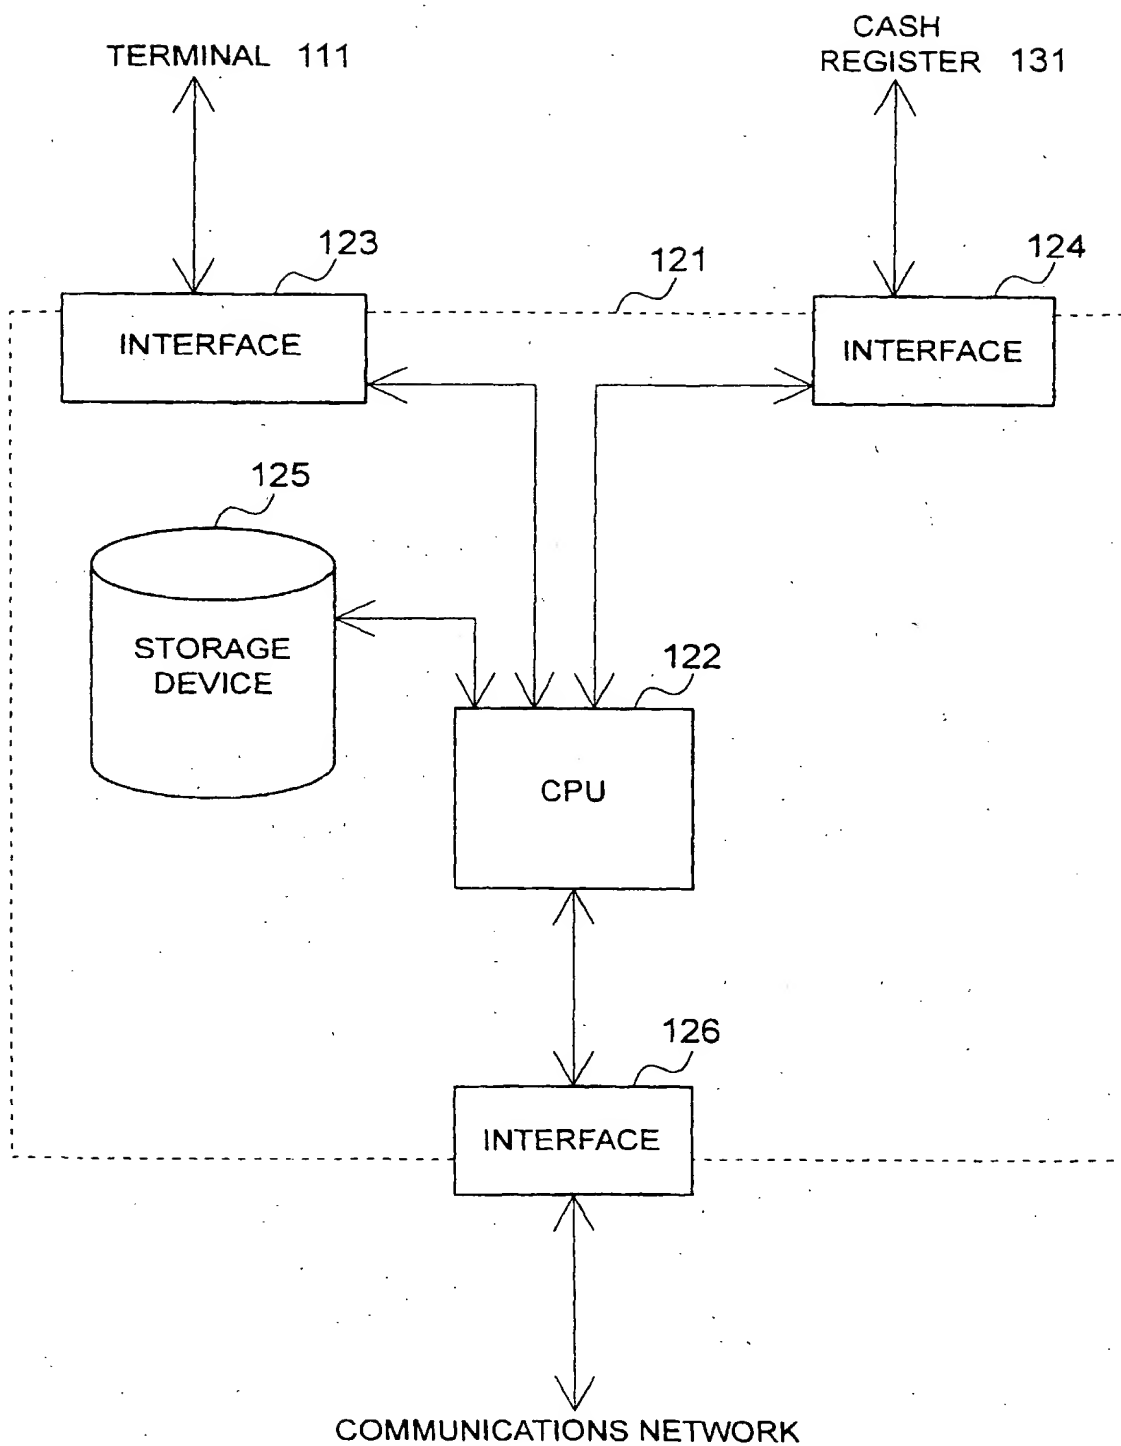 TERMINAL 111
CASH
REGISTER 131
123
121
124
INTERFACE
INTERFACE
125
STORAGE
DEVICE
122
CPU
126
INTERFACE
COMMUNICATIONS NETWORK